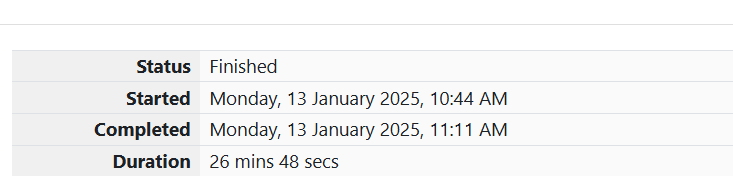 Status Finished
Started Monday, 13 January 2025, 10:44 AM
Completed Monday, 13 January 2025, 11:11 AM
Duration 26 mins 48 secs